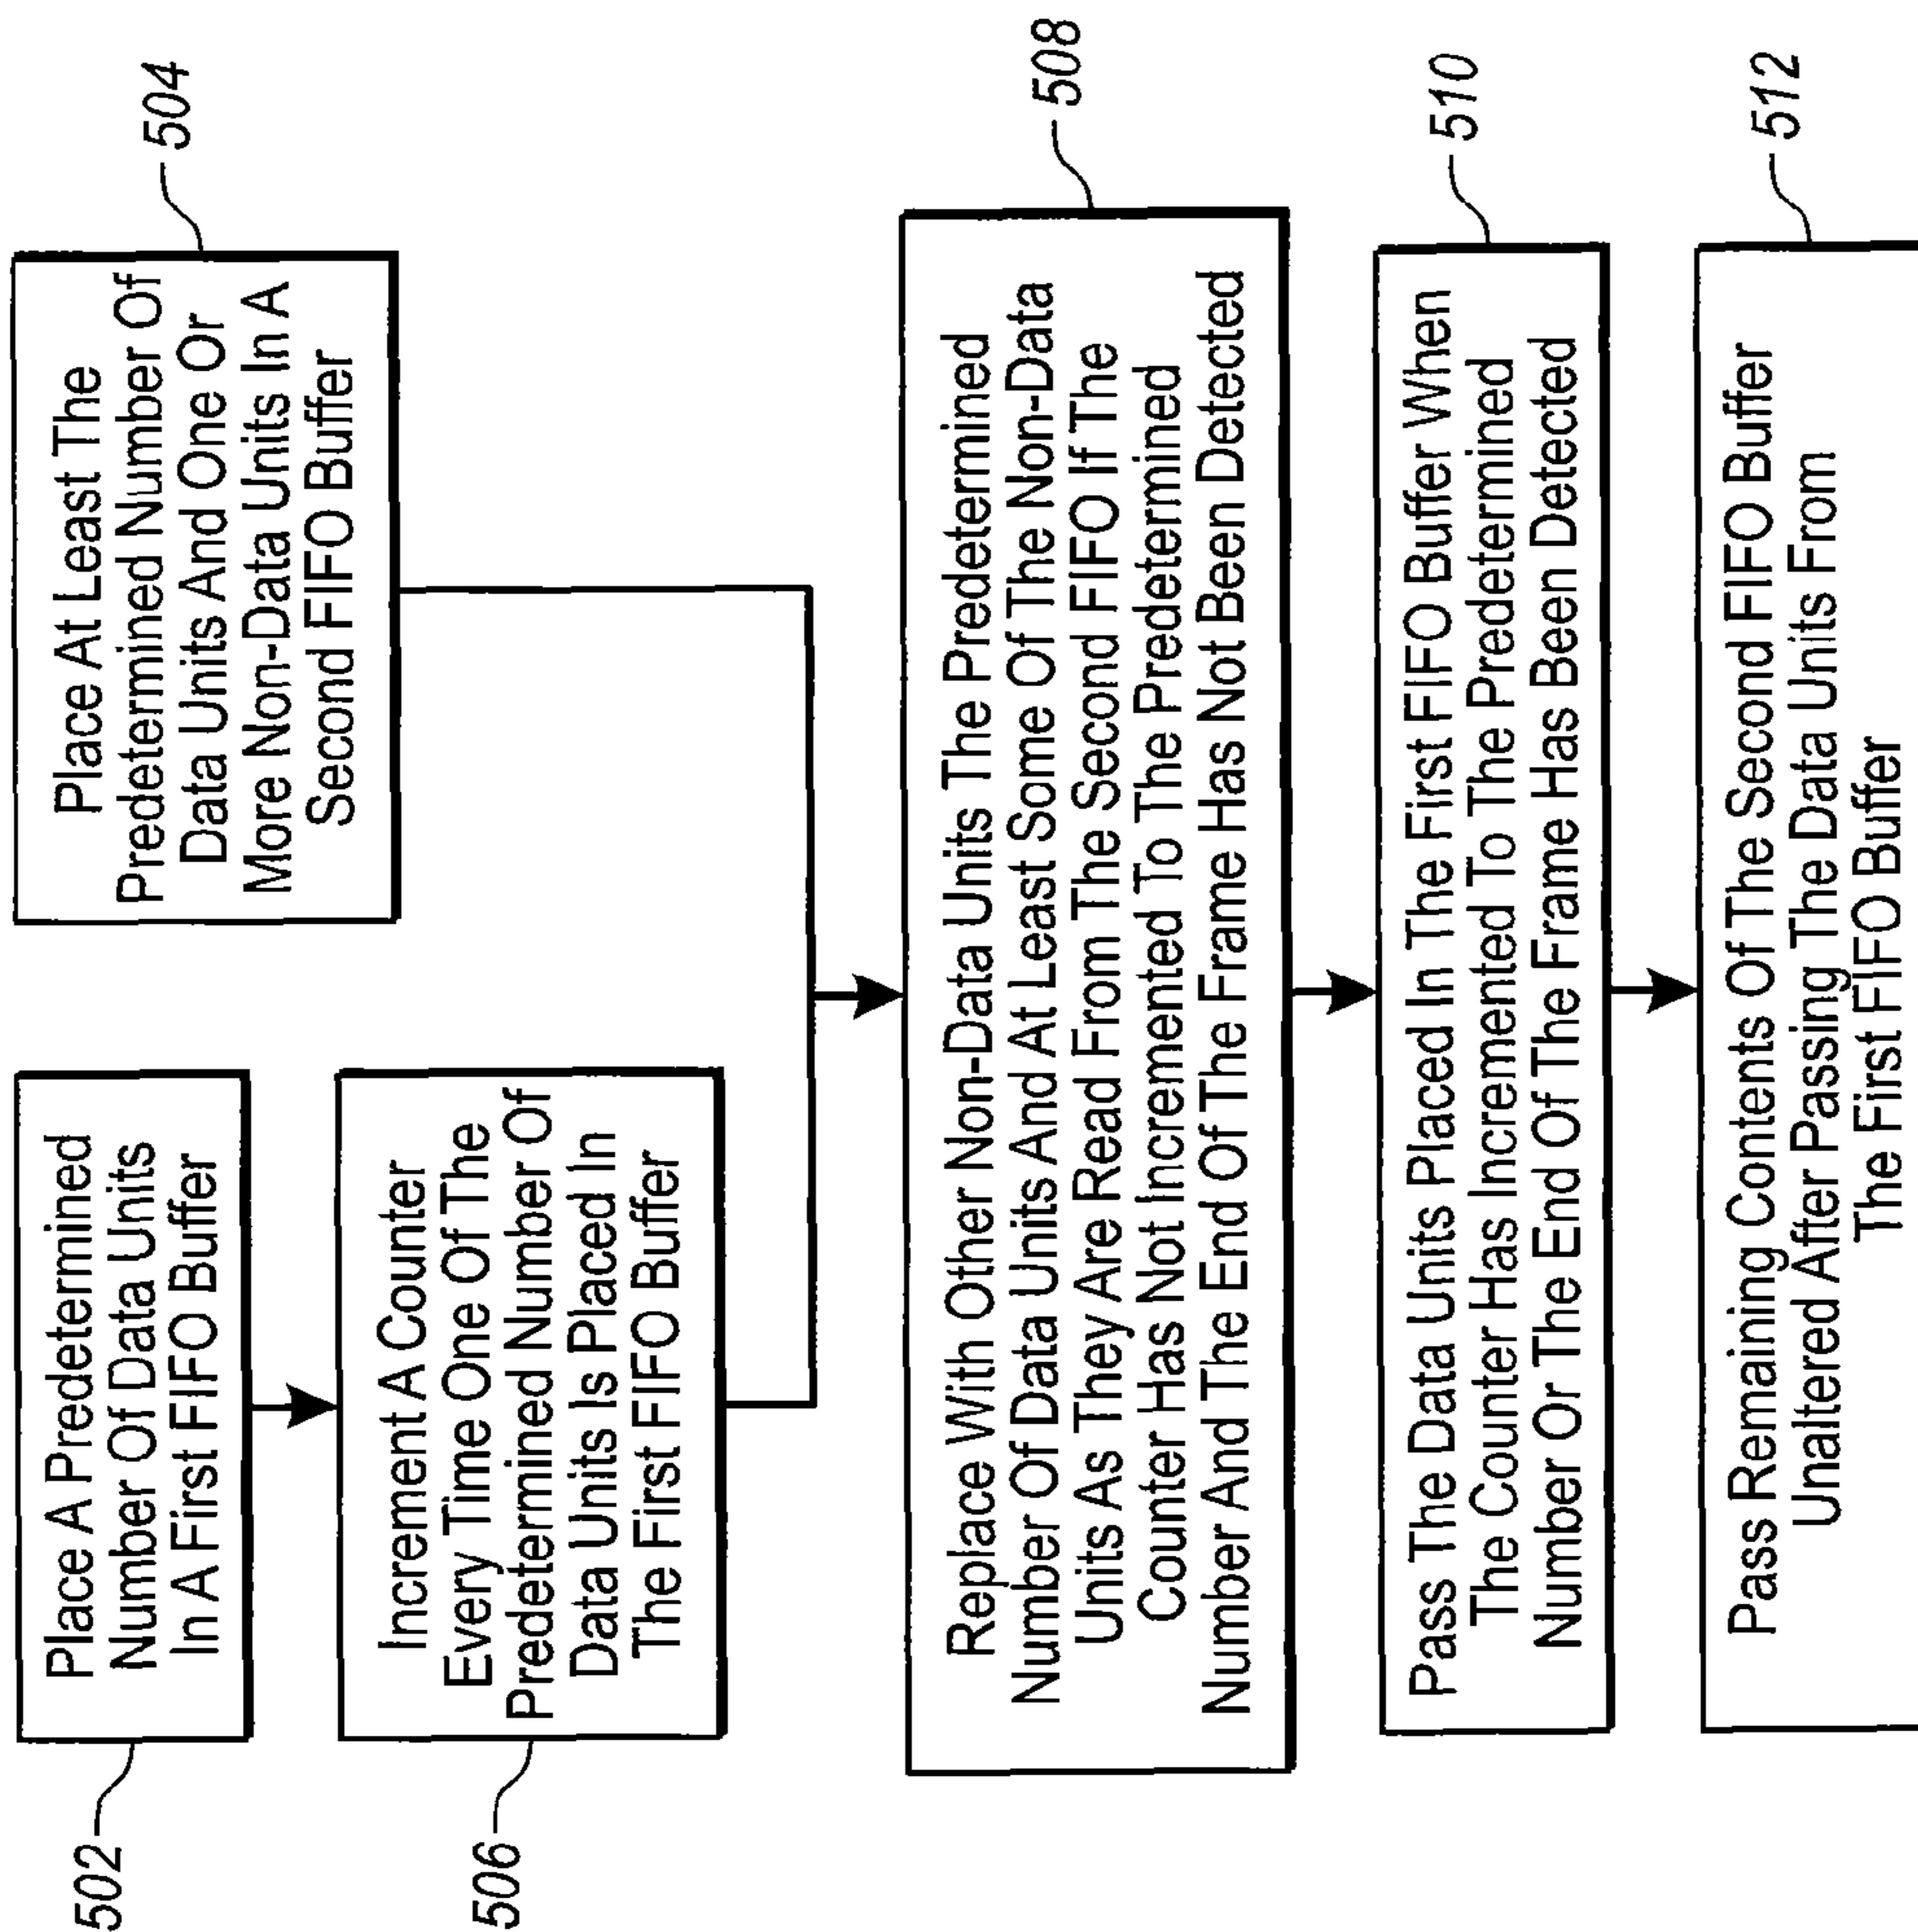 502
Place A Predetermined
Number Of Data Units
In A First FIFO Buffer
504
Place At Least The
Predetermined Number Of
Data Units And One Or
More Non-Data Units In A
Second FIFO Buffer
506
Increment A Counter
Every Time One Of The
Predetermined Number Of
Data Units Is Placed In
The First FIFO Buffer
508
Replace With Other Non-Data Units The Predetermined
Number Of Data Units And At Least Some Of The Non-Data
Units As They Are Read From The Second FIFO If The
Counter Has Not Incremented To The Predetermined
Number And The End Of The Frame Has Not Been Detected
510
Pass The Data Units Placed In The First FIFO Buffer When
The Counter Has Incremented To The Predetermined
Number Or The End Of The Frame Has Been Detected
512
Pass Remaining Contents Of The Second FIFO Buffer
Unaltered After Passing The Data Units From
The First FIFO Buffer